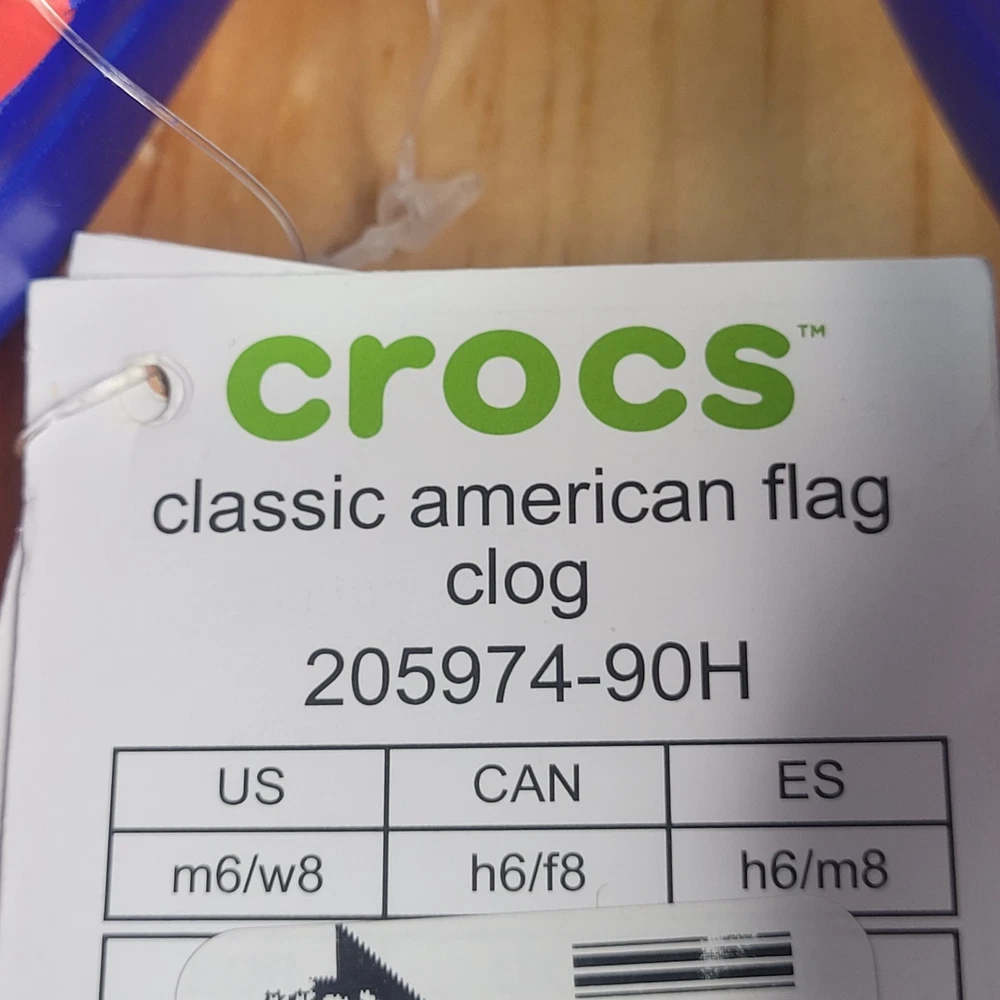 crocs™
classic american flag
clog
205974-90H
US CAN ES
m6/w8 h6/f8 h6/m8